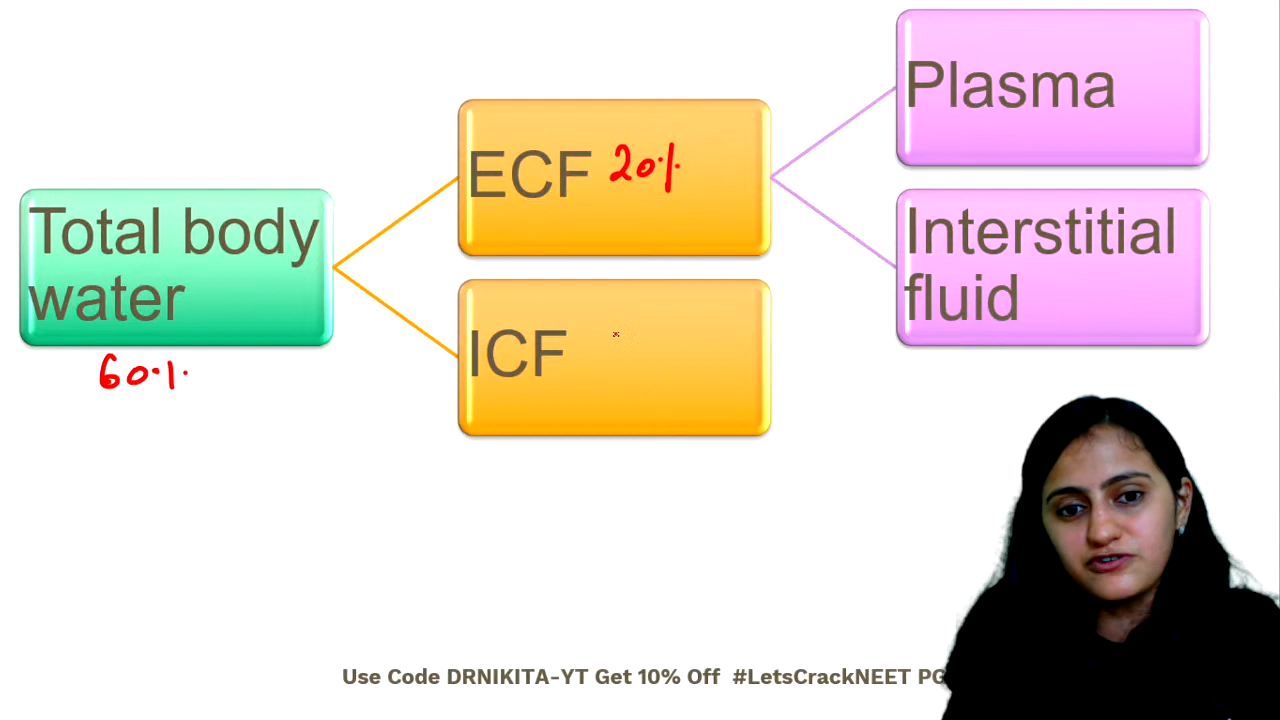 Total body
water
60%
ECF 20%
ICF
Plasma
Interstitial
fluid
Use Code DRNIKITA-YT Get 10% Off #LetsCrackNEET PG